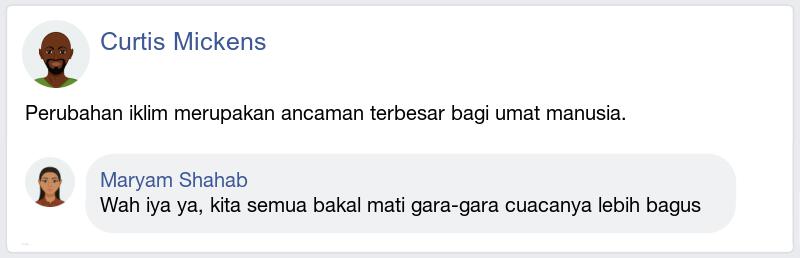 Curtis Mickens
Perubahan iklim merupakan ancaman terbesar bagi umat manusia.
Maryam Shahab
Wah iya ya, kita semua bakal mati gara-gara cuacanya lebih bagus